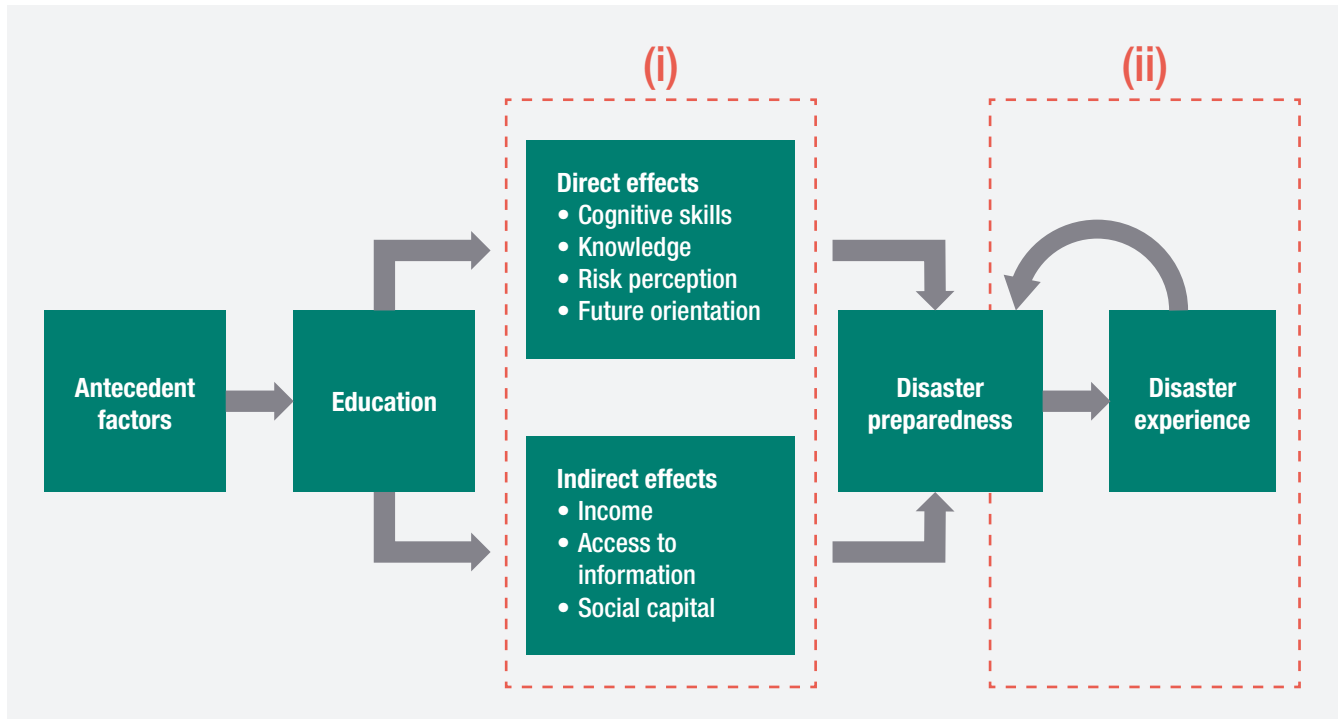 (i)
(ii)
Direct effects
• Cognitive skills
• Knowledge
• Risk perception
• Future orientation
Antecedent
factors
Education
Disaster
preparedness
Disaster
experience
Indirect effects
• Income
• Access to
information
• Social capital